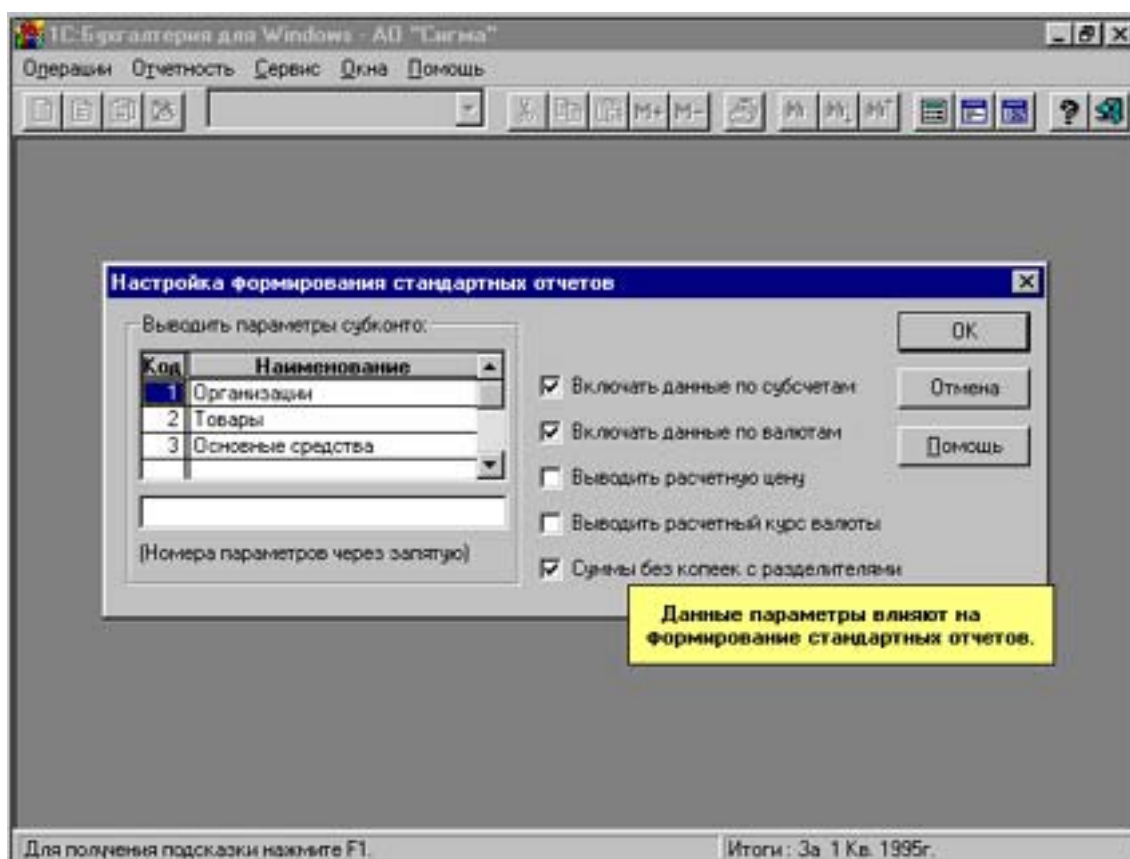 1С:Бухгалтерия для Windows - АО "Сигма"
Операции Отчетность Сервис Окна Помощь
M+ M-
Настройка формирования стандартных отчетов
Выводить параметры субконто:
Код Наименование
1 Организации
2 Товары
3 Основные средства
(Номера параметров через запятую)
Включать данные по субсчетам
Включать данные по валютам
Выводить расчетную цену
Выводить расчетный курс валюты
Суммы без копеек с разделителями
OK
Отмена
Помощь
Данные параметры влияют на
формирование стандартных отчетов.
Для получения подсказки нажмите F1.
Итоги: За 1 Кв. 1995г.